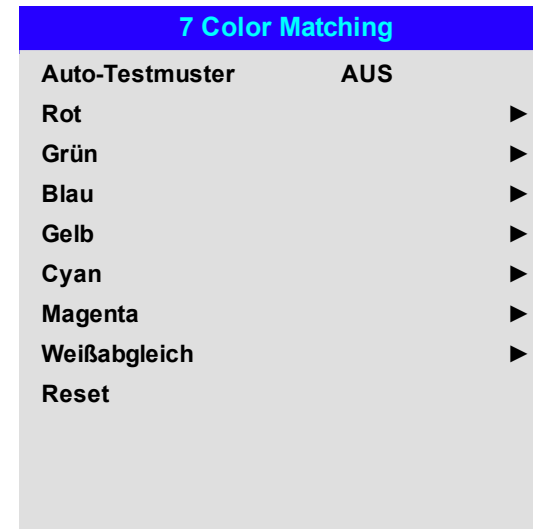 7 Color Matching
Auto-Testmuster AUS
Rot ►
Grün ►
Blau ►
Gelb ►
Cyan ►
Magenta ►
Weißabgleich ►
Reset